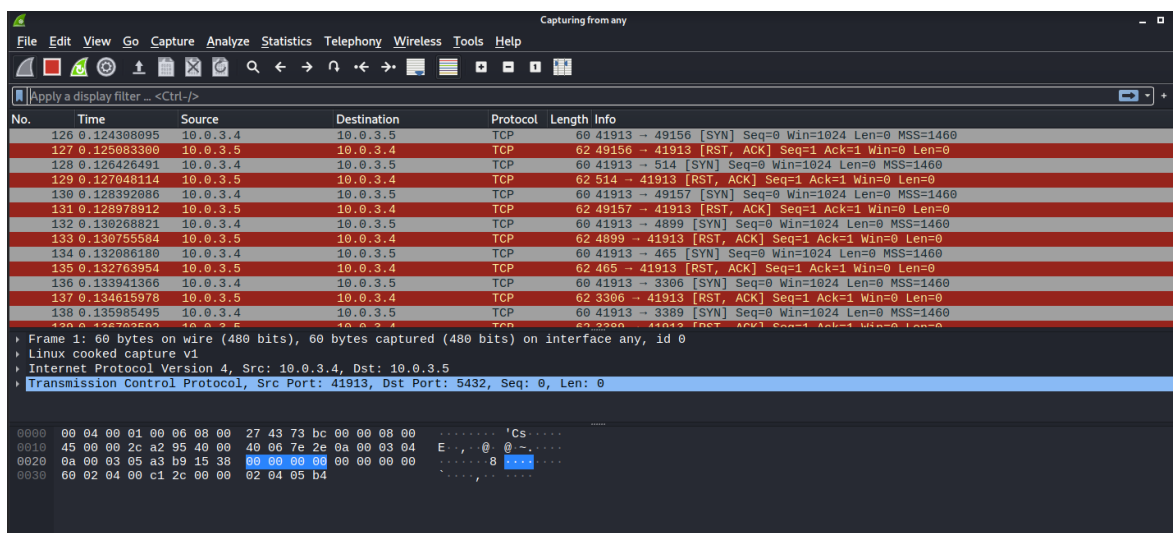 Capturing from any
File Edit View Go Capture Analyze Statistics Telephony Wireless Tools Help
Apply a display filter ... <Ctrl-/>
No. Time Source Destination Protocol Length Info
126 0.124308095 10.0.3.4 10.0.3.5 TCP 60 41913 → 49156 [SYN] Seq=0 Win=1024 Len=0 MSS=1460
127 0.125083300 10.0.3.5 10.0.3.4 TCP 62 49156 → 41913 [RST, ACK] Seq=1 Ack=1 Win=0 Len=0
128 0.126426491 10.0.3.4 10.0.3.5 TCP 60 41913 → 514 [SYN] Seq=0 Win=1024 Len=0 MSS=1460
129 0.127048114 10.0.3.5 10.0.3.4 TCP 62 514 → 41913 [RST, ACK] Seq=1 Ack=1 Win=0 Len=0
130 0.128392086 10.0.3.4 10.0.3.5 TCP 60 41913 → 49157 [SYN] Seq=0 Win=1024 Len=0 MSS=1460
131 0.128978912 10.0.3.5 10.0.3.4 TCP 62 49157 → 41913 [RST, ACK] Seq=1 Ack=1 Win=0 Len=0
132 0.130268821 10.0.3.4 10.0.3.5 TCP 60 41913 → 4899 [SYN] Seq=0 Win=1024 Len=0 MSS=1460
133 0.130755584 10.0.3.5 10.0.3.4 TCP 62 4899 → 41913 [RST, ACK] Seq=1 Ack=1 Win=0 Len=0
134 0.132086180 10.0.3.4 10.0.3.5 TCP 60 41913 → 465 [SYN] Seq=0 Win=1024 Len=0 MSS=1460
135 0.132763954 10.0.3.5 10.0.3.4 TCP 62 465 → 41913 [RST, ACK] Seq=1 Ack=1 Win=0 Len=0
136 0.133941366 10.0.3.4 10.0.3.5 TCP 60 41913 → 3306 [SYN] Seq=0 Win=1024 Len=0 MSS=1460
137 0.134615978 10.0.3.5 10.0.3.4 TCP 62 3306 → 41913 [RST, ACK] Seq=1 Ack=1 Win=0 Len=0
138 0.135985495 10.0.3.4 10.0.3.5 TCP 60 41913 → 3389 [SYN] Seq=0 Win=1024 Len=0 MSS=1460
Frame 1: 60 bytes on wire (480 bits), 60 bytes captured (480 bits) on interface any, id 0
Linux cooked capture v1
Internet Protocol Version 4, Src: 10.0.3.4, Dst: 10.0.3.5
Transmission Control Protocol, Src Port: 41913, Dst Port: 5432, Seq: 0, Len: 0
0000 00 04 00 01 00 06 08 00 27 43 73 bc 00 00 08 00 ········ 'Cs·····
0010 45 00 00 2c a2 95 40 00 40 06 7e 2e 0a 00 03 04 E··,··@· @·~.····
0020 0a 00 03 05 a3 b9 15 38 00 00 00 00 00 00 00 00 ·······8 ········
0030 60 02 04 00 c1 2c 00 00 02 04 05 b4 `····,·· ····